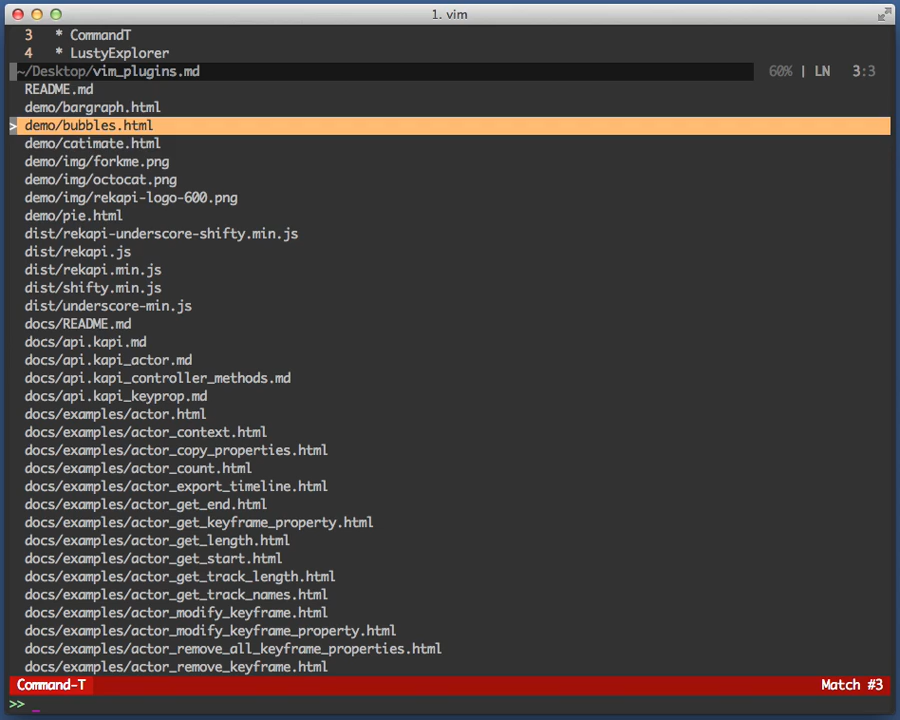 1. vim
3 * CommandT
4 * LustyExplorer
~/Desktop/vim_plugins.md 60% | LN 3:3
README.md
demo/bargraph.html
> demo/bubbles.html
demo/catimate.html
demo/img/forkme.png
demo/img/octocat.png
demo/img/rekapi-logo-600.png
demo/pie.html
dist/rekapi-underscore-shifty.min.js
dist/rekapi.js
dist/rekapi.min.js
dist/shifty.min.js
dist/underscore-min.js
docs/README.md
docs/api.kapi.md
docs/api.kapi_actor.md
docs/api.kapi_controller_methods.md
docs/api.kapi_keyprop.md
docs/examples/actor.html
docs/examples/actor_context.html
docs/examples/actor_copy_properties.html
docs/examples/actor_count.html
docs/examples/actor_export_timeline.html
docs/examples/actor_get_end.html
docs/examples/actor_get_keyframe_property.html
docs/examples/actor_get_length.html
docs/examples/actor_get_start.html
docs/examples/actor_get_track_length.html
docs/examples/actor_get_track_names.html
docs/examples/actor_modify_keyframe.html
docs/examples/actor_modify_keyframe_property.html
docs/examples/actor_remove_all_keyframe_properties.html
docs/examples/actor_remove_keyframe.html
Command-T Match #3
>> _